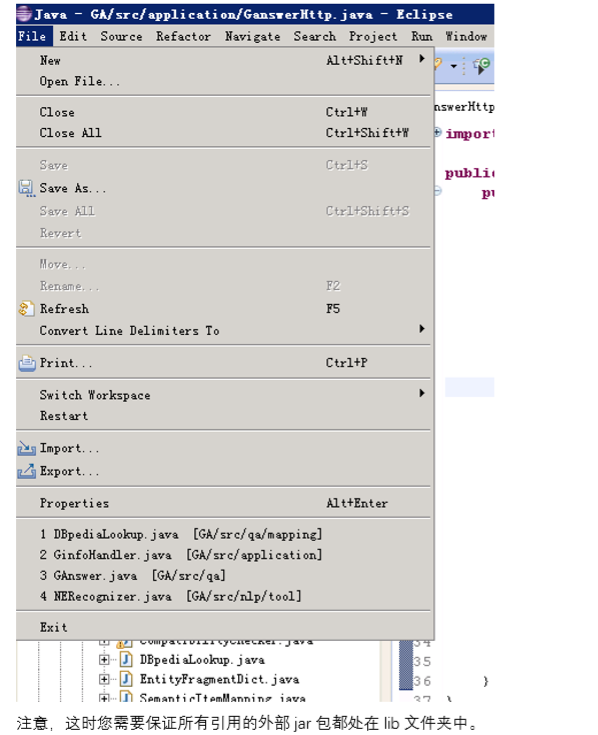 Java - GA/src/application/GanswerHttp.java - Eclipse
File Edit Source Refactor Navigate Search Project Run Window
New Alt+Shift+N
Open File...
nswerHttp
Close Ctrl+W
Close All Ctrl+Shift+W
import
Save Ctrl+S
public
Save As...
Save All Ctrl+Shift+S
Revert
Move...
Rename... F2
Refresh F5
Convert Line Delimiters To
Print... Ctrl+P
Switch Workspace
Restart
Import...
Export...
Properties Alt+Enter
1 DBpediaLookup.java [GA/src/qa/mapping]
2 GinfoHandler.java [GA/src/application]
3 GAnswer.java [GA/src/qa]
4 NERecognizer.java [GA/src/nlp/tool]
Exit
CompatibilityChecker.java 34
DBpediaLookup.java 35
EntityFragmentDict.java 36 }
SemanticItemMapping.java 37 }
注意，这时您需要保证所有引用的外部 jar 包都处在 lib 文件夹中。